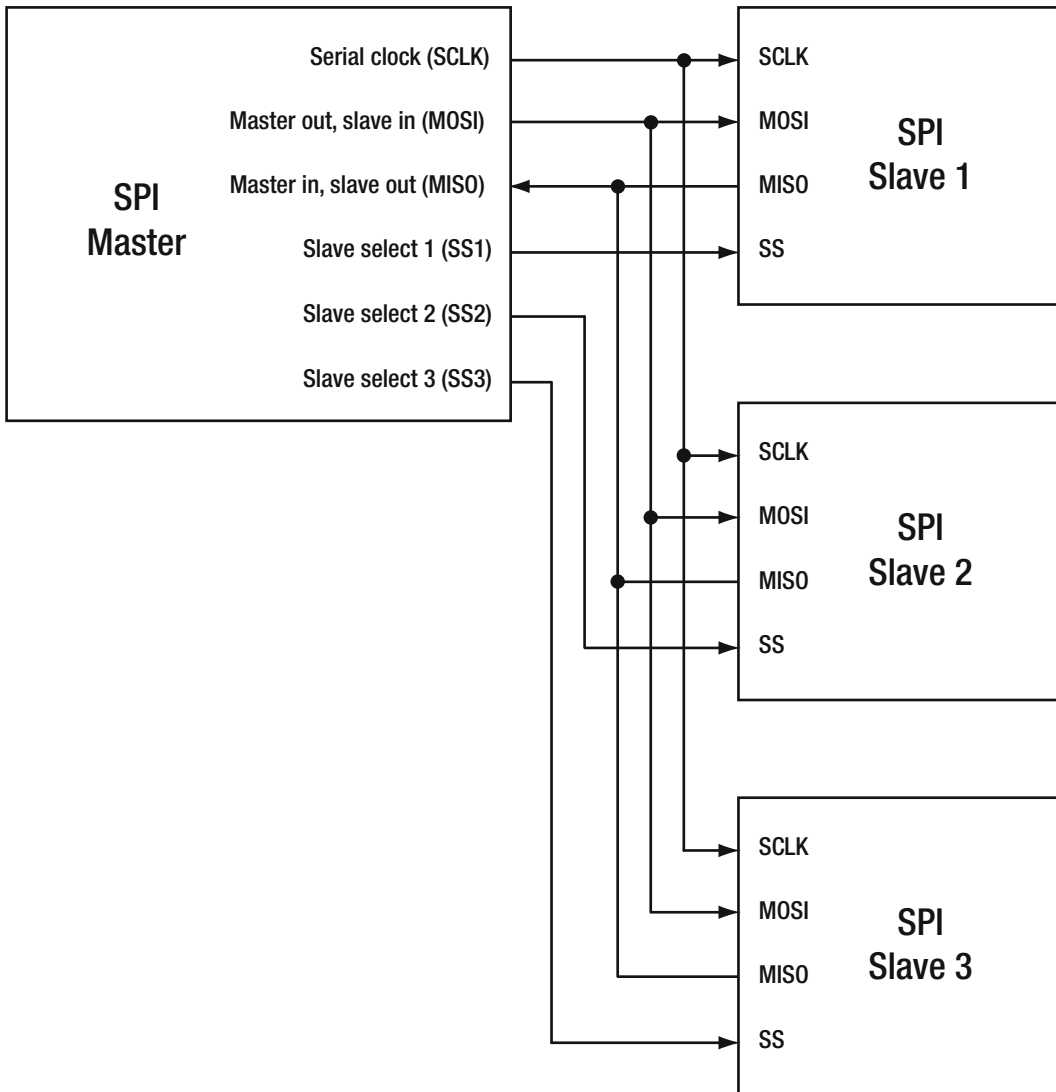 Serial clock (SCLK)
Master out, slave in (MOSI)
Master in, slave out (MISO)
SPI
Master
Slave select 1 (SS1)
Slave select 2 (SS2)
Slave select 3 (SS3)
SCLK
MOSI
MISO
SS
SPI
Slave 1
SCLK
MOSI
MISO
SS
SPI
Slave 2
SCLK
MOSI
MISO
SS
SPI
Slave 3